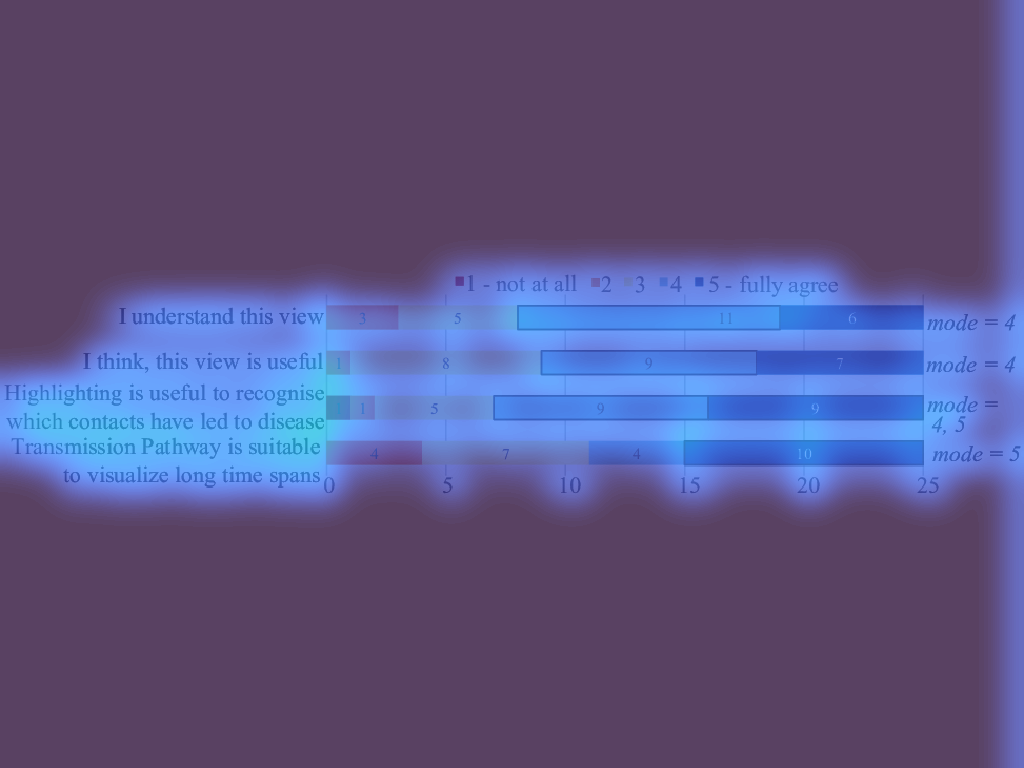 1 - not at all 2 3 4 5 - fully agree
I understand this view 3 5 11 6 mode = 4
I think, this view is useful 1 8 9 7 mode = 4
Highlighting is useful to recognise
which contacts have led to disease 1 1 5 9 9 mode =
4, 5
Transmission Pathway is suitable
to visualize long time spans 4 7 4 10 mode = 5
0 5 10 15 20 25